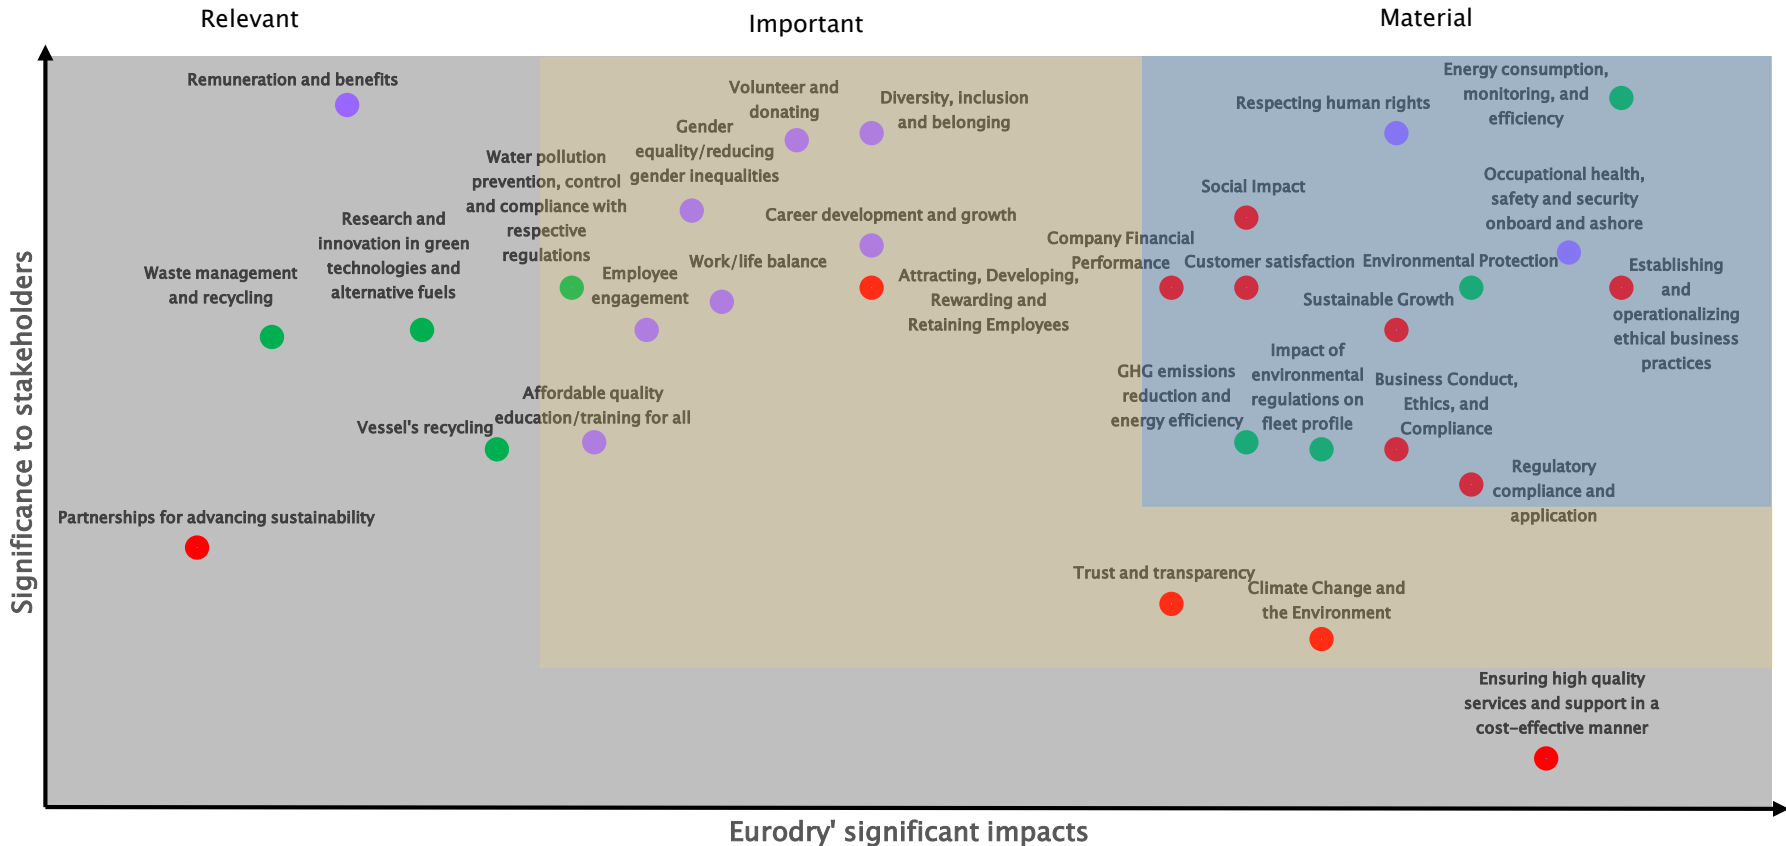 Relevant
Important
Material
Remuneration and benefits
Volunteer and
donating
Diversity, inclusion
and belonging
Respecting human rights
Energy consumption,
monitoring, and
efficiency
Gender
equality/reducing
gender inequalities
Water pollution
prevention, control
and compliance with
respective
regulations
Research and
innovation in green
technologies and
alternative fuels
Waste management
and recycling
Career development and growth
Social Impact
Occupational health,
safety and security
onboard and ashore
Employee
engagement
Work/life balance
Attracting, Developing,
Rewarding and
Retaining Employees
Company Financial
Performance
Customer satisfaction
Environmental Protection
Establishing
and
operationalizing
ethical business
practices
Sustainable Growth
GHG emissions
reduction and
energy efficiency
Impact of
environmental
regulations on
fleet profile
Business Conduct,
Ethics, and
Compliance
Affordable quality
education/training for all
Vessel's recycling
Regulatory
compliance and
application
Partnerships for advancing sustainability
Trust and transparency
Climate Change and
the Environment
Ensuring high quality
services and support in a
cost-effective manner
Significance to stakeholders
Eurodry' significant impacts